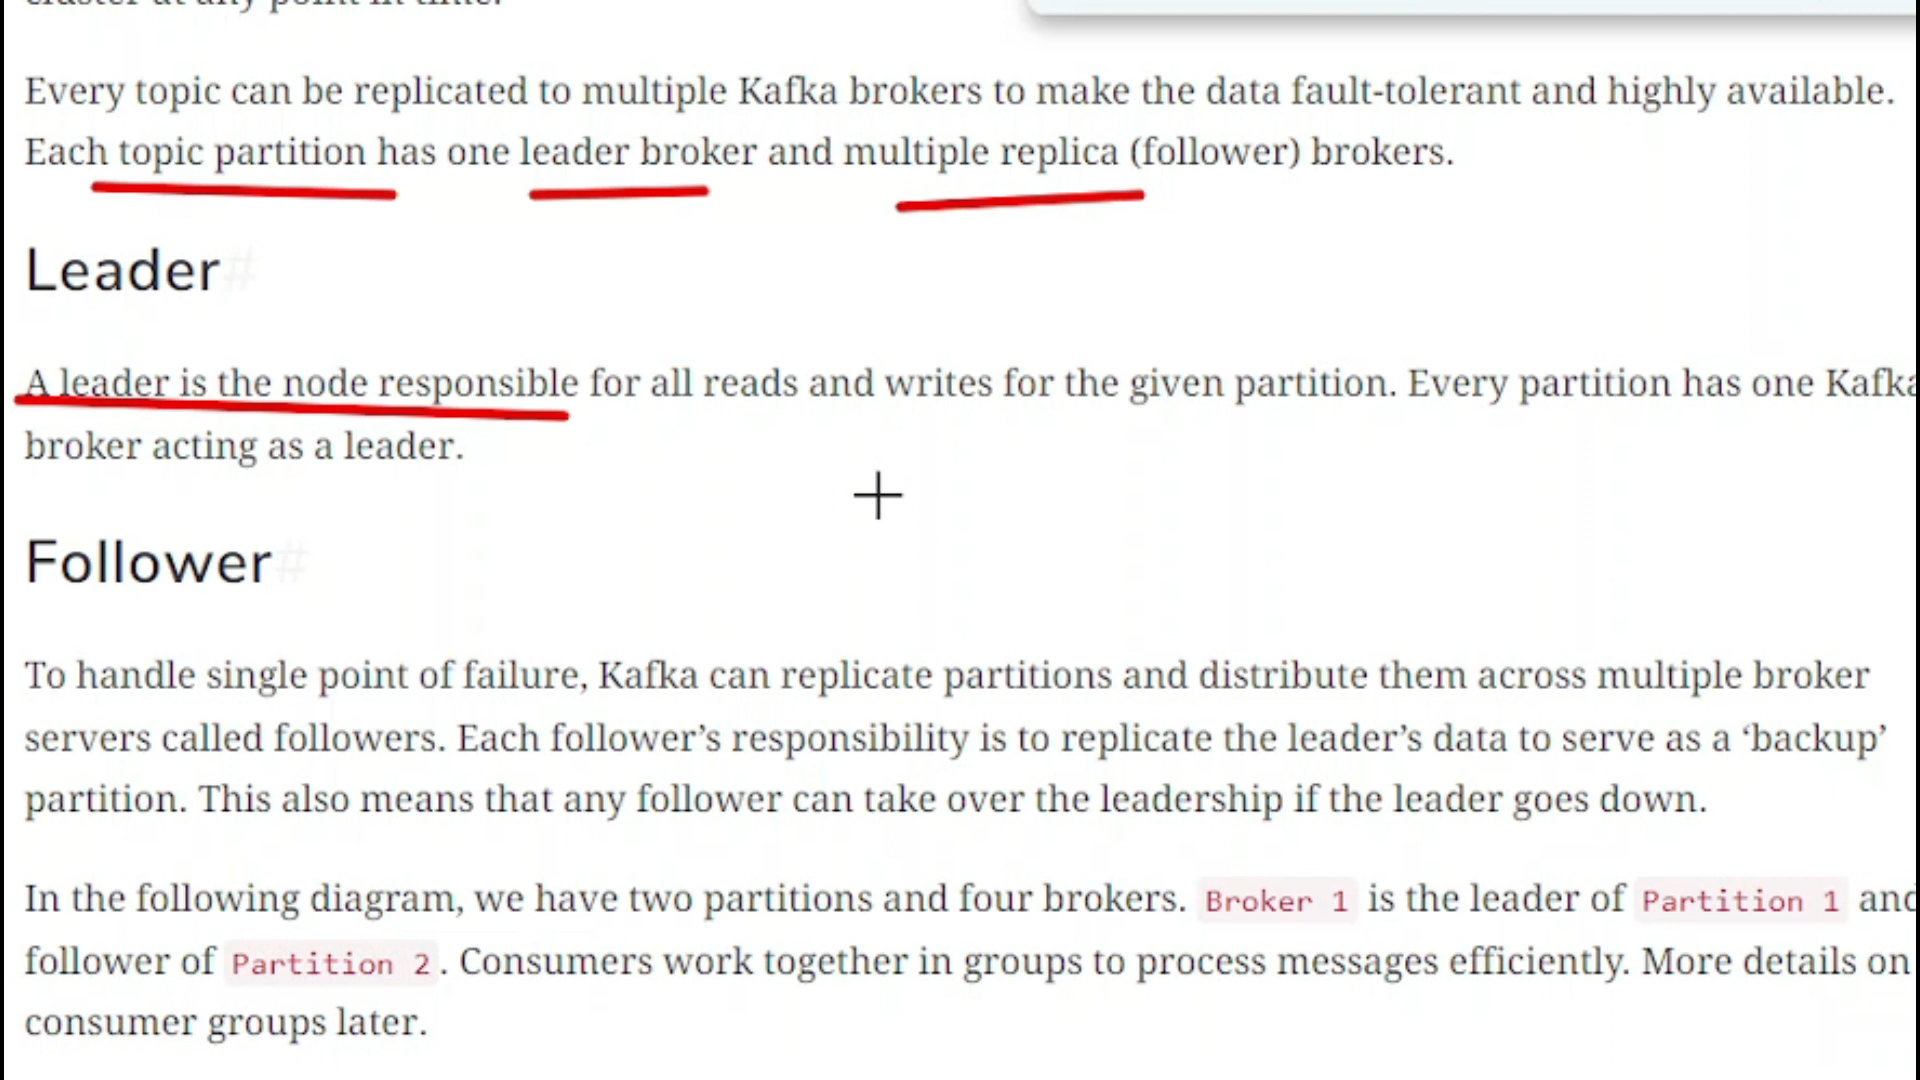 cluster at any point in time.
Every topic can be replicated to multiple Kafka brokers to make the data fault-tolerant and highly available.
Each topic partition has one leader broker and multiple replica (follower) brokers.
Leader#
A leader is the node responsible for all reads and writes for the given partition. Every partition has one Kafka
broker acting as a leader.
Follower#
To handle single point of failure, Kafka can replicate partitions and distribute them across multiple broker
servers called followers. Each follower’s responsibility is to replicate the leader’s data to serve as a ‘backup’
partition. This also means that any follower can take over the leadership if the leader goes down.
In the following diagram, we have two partitions and four brokers. Broker 1 is the leader of Partition 1 and
follower of Partition 2. Consumers work together in groups to process messages efficiently. More details on
consumer groups later.